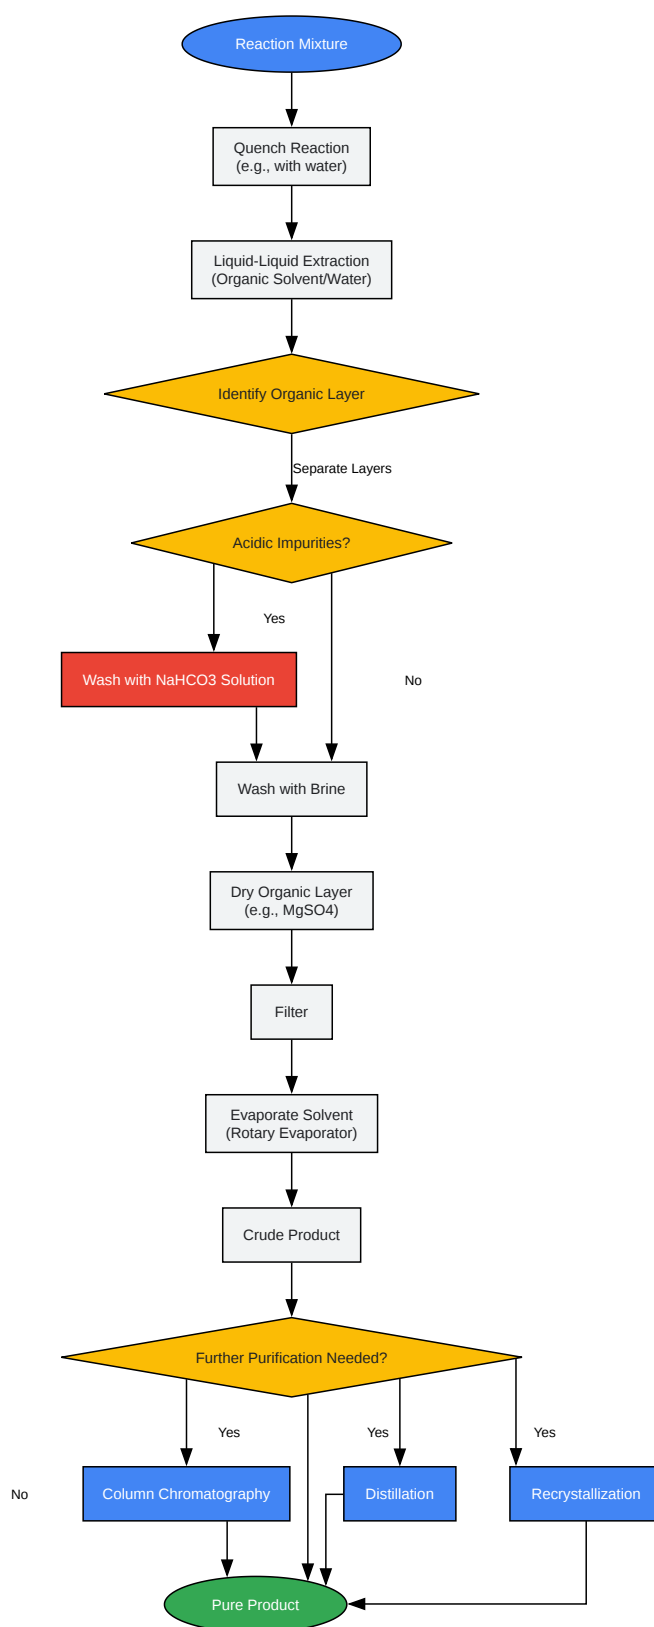 Reaction Mixture
Quench Reaction
(e.g., with water)
Liquid-Liquid Extraction
(Organic Solvent/Water)
Identify Organic Layer
Separate Layers
Acidic Impurities?
Yes
Wash with NaHCO3 Solution
No
Wash with Brine
Dry Organic Layer
(e.g., MgSO4)
Filter
Evaporate Solvent
(Rotary Evaporator)
Crude Product
Further Purification Needed?
Yes
Yes
Yes
No
Column Chromatography
Distillation
Recrystallization
Pure Product